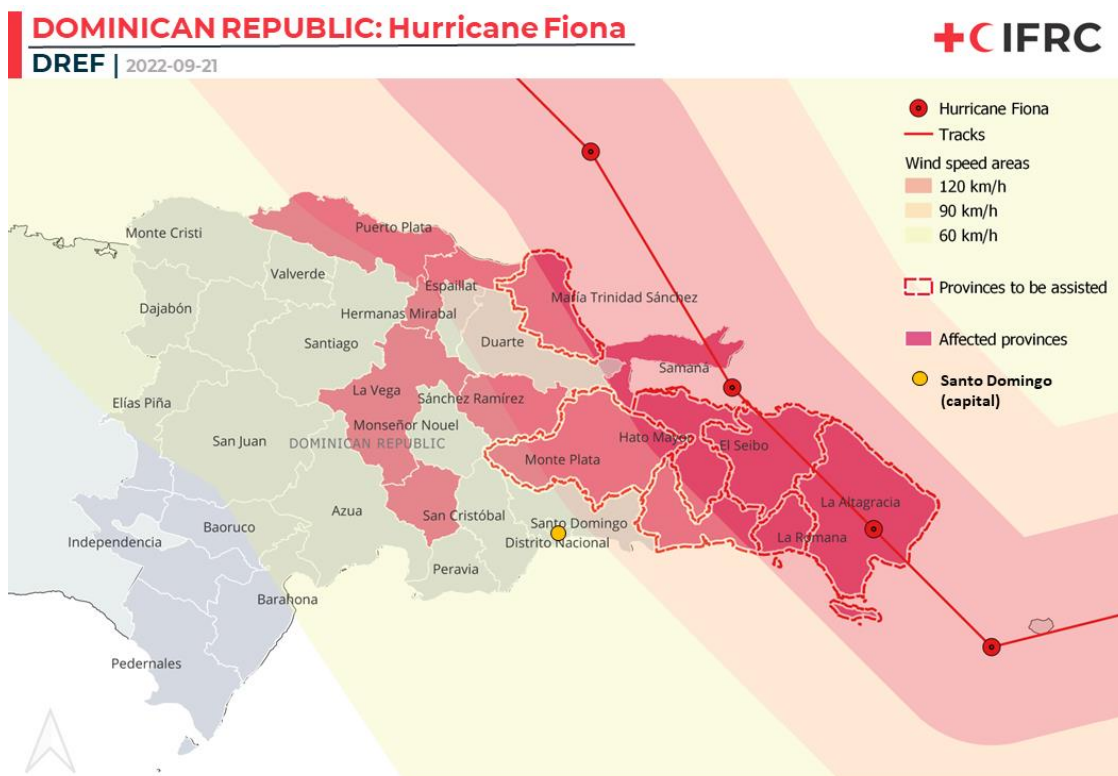 DOMINICAN REPUBLIC: Hurricane Fiona
DREF | 2022-09-21
IFRC
Hurricane Fiona
Tracks
Wind speed areas
120 km/h
90 km/h
60 km/h
Provinces to be assisted
Affected provinces
Santo Domingo
(capital)
Monte Cristi
Puerto Plata
Valverde
Espaillat
María Trinidad Sánchez
Dajabón
Hermanas Mirabal
Santiago
Duarte
Samaná
La Vega
Sánchez Ramírez
Elías Piña
Monseñor Nouel
San Juan
DOMINICAN REPUBLIC
Hato Mayor
El Seibo
Monte Plata
La Altagracia
Azua
San Cristóbal
Santo Domingo
Baoruco
Distrito Nacional
La Romana
Independencia
Peravia
Barahona
Pedernales